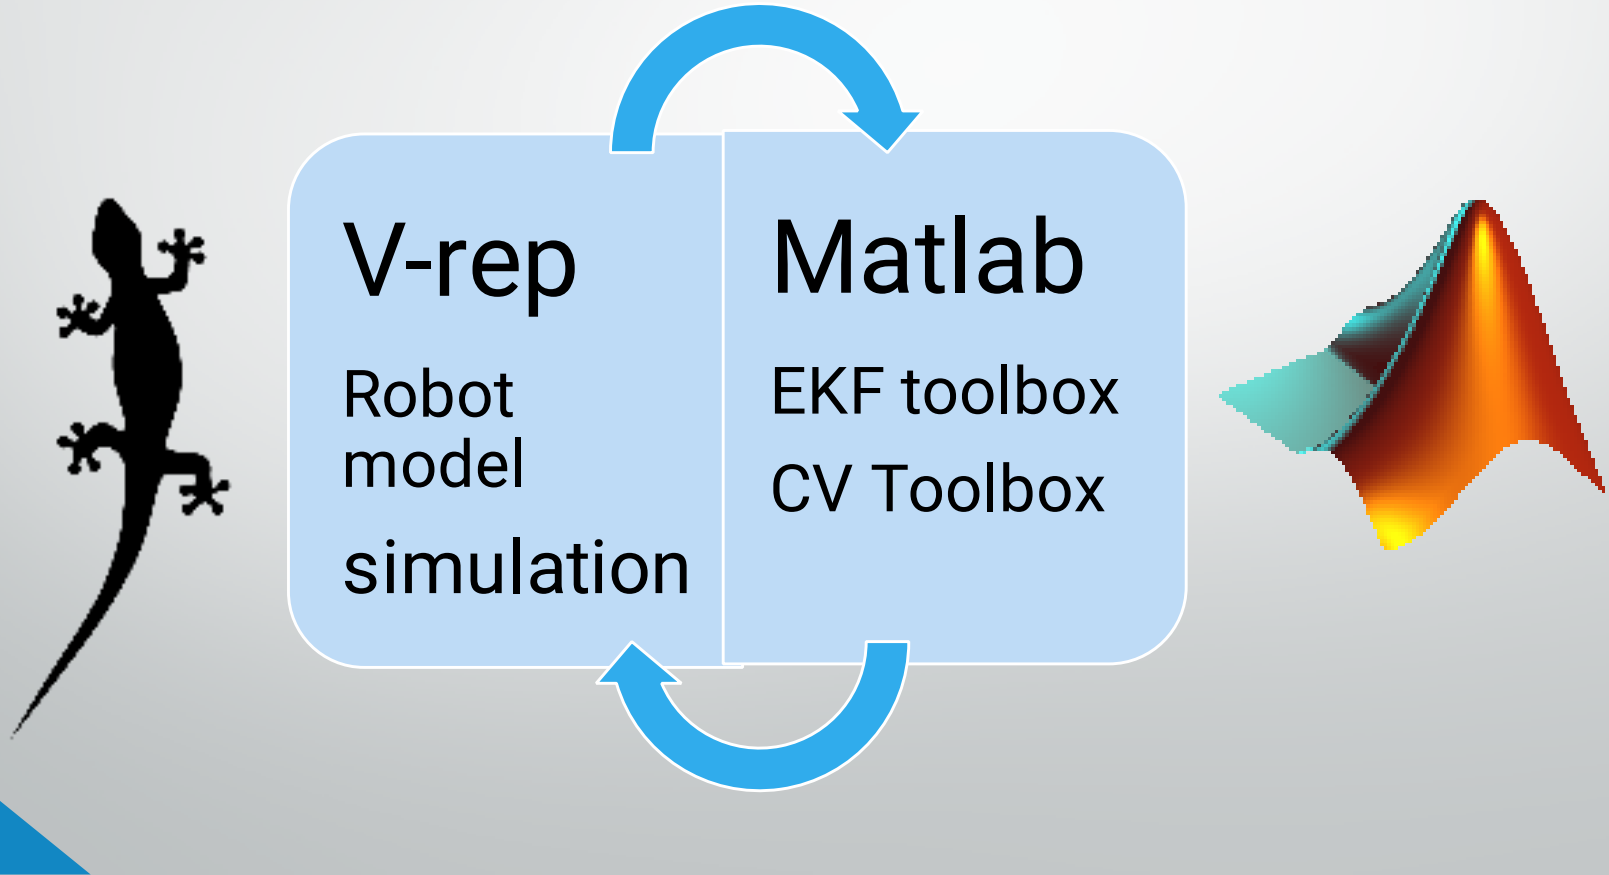 V-rep
Robot
model
simulation
Matlab
EKF toolbox
CV Toolbox